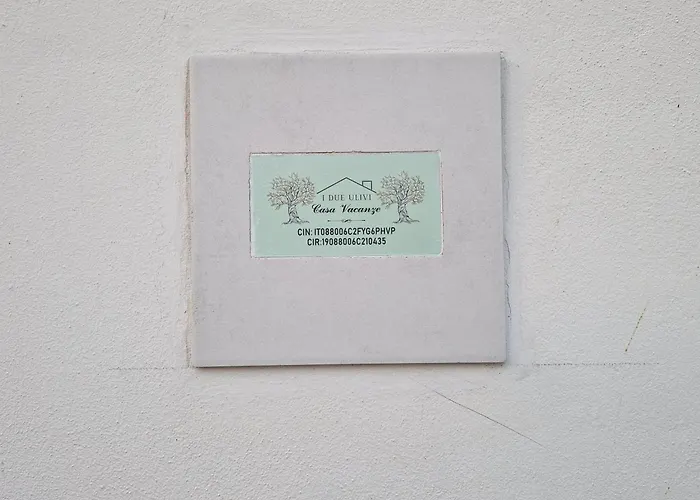 I DUE ULIVI
Casa Vacanze
CIN: IT088006C2FYG6PHVP
CIR:19088006C210435